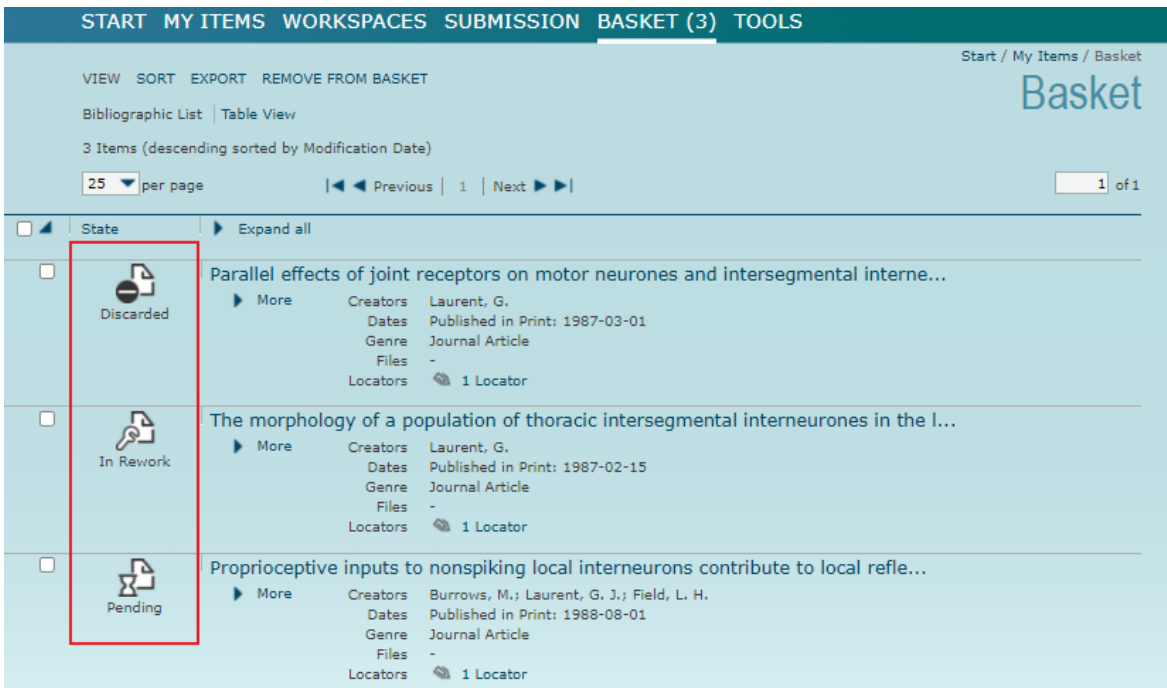 START MY ITEMS WORKSPACES SUBMISSION BASKET (3) TOOLS
Start / My Items / Basket
Basket
VIEW SORT EXPORT REMOVE FROM BASKET
Bibliographic List | Table View
3 Items (descending sorted by Modification Date)
25 per page Previous | 1 | Next 1 of 1
State Expand all
Parallel effects of joint receptors on motor neurones and intersegmental interne...
Discarded
More Creators Laurent, G.
Dates Published in Print: 1987-03-01
Genre Journal Article
Files -
Locators 1 Locator
The morphology of a population of thoracic intersegmental interneurones in the l...
In Rework
More Creators Laurent, G.
Dates Published in Print: 1987-02-15
Genre Journal Article
Files -
Locators 1 Locator
Proprioceptive inputs to nonspiking local interneurons contribute to local refle...
Pending
More Creators Burrows, M.; Laurent, G. J.; Field, L. H.
Dates Published in Print: 1988-08-01
Genre Journal Article
Files -
Locators 1 Locator